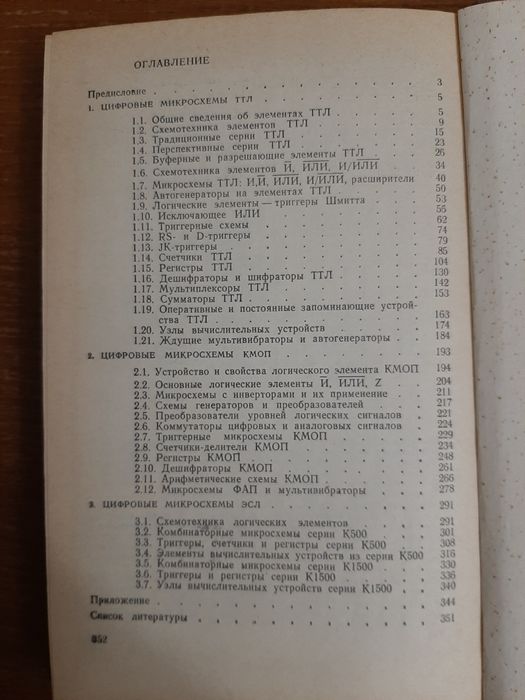 ОГЛАВЛЕНИЕ
Предисловие 3
1. ЦИФРОВЫЕ МИКРОСХЕМЫ ТТЛ 5
1.1. Общие сведения об элементах ТТЛ 5
1.2. Схемотехника элементов ТТЛ 9
1.3. Традиционные серии ТТЛ 15
1.4. Перспективные серии ТТЛ 23
1.5. Буферные и разрешающие элементы ТТЛ 26
1.6. Схемотехника элементов И̅, И̅Л̅И̅, И̅/И̅Л̅И̅ 34
1.7. Микросхемы ТТЛ: И,И̅, ИЛИ, И̅/И̅Л̅И̅, расширители 40
1.8. Автогенераторы на элементах ТТЛ 50
1.9. Логические элементы — триггеры Шмитта 53
1.10. Исключающее ИЛИ 55
1.11. Триггерные схемы 62
1.12. RS- и D-триггеры 74
1.13. JK-триггеры 79
1.14. Счетчики ТТЛ 85
1.15. Регистры ТТЛ 104
1.16. Дешифраторы и шифраторы ТТЛ 130
1.17. Мультиплексоры ТТЛ 142
1.18. Сумматоры ТТЛ 153
1.19. Оперативные и постоянные запоминающие устрой-
ства ТТЛ 163
1.20. Узлы вычислительных устройств 174
1.21. Ждущие мультивибраторы и автогенераторы 184
2. ЦИФРОВЫЕ МИКРОСХЕМЫ КМОП 193
2.1. Устройство и свойства логического элемента КМОП 194
2.2. Основные логические элементы И̅, И̅Л̅И̅, Z 204
2.3. Микросхемы с инверторами и их применение 211
2.4. Схемы генераторов и преобразователей 217
2.5. Преобразователи уровней логических сигналов 221
2.6. Коммутаторы цифровых и аналоговых сигналов 224
2.7. Триггерные микросхемы КМОП 229
2.8. Счетчики-делители КМОП 234
2.9. Регистры КМОП 248
2.10. Дешифраторы КМОП 261
2.11. Арифметические схемы КМОП 266
2.12. Микросхемы ФАП и мультивибраторы 278
3. ЦИФРОВЫЕ МИКРОСХЕМЫ ЭСЛ 291
3.1. Схемотехника логических элементов 291
3.2. Комбинаторные микросхемы серии К500 301
3.3. Триггеры, счетчики и регистры серии К500 308
3.4. Элементы вычислительных устройств из серии К500 316
3.5. Комбинаторные микросхемы серии К1500 330
3.6. Триггеры и регистры серии К1500 336
3.7. Узлы вычислительных устройств серии К1500 340
Приложение 344
Список литературы 351
352